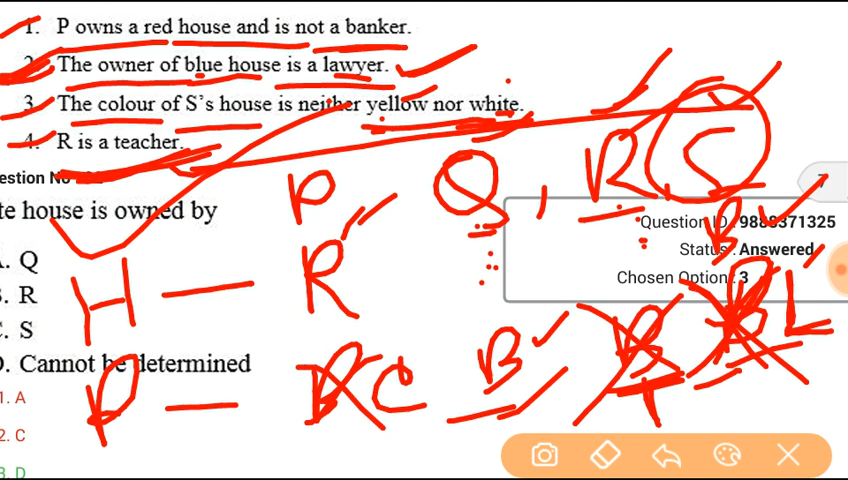 1. P owns a red house and is not a banker.
2. The owner of blue house is a lawyer.
3. The colour of S's house is neither yellow nor white.
4. R is a teacher.
estion No
te house is owned by
P Q, R, S
7
Question ID : 9888371325
Status : Answered
Chosen Option : 3
A. Q
B. R
C. S
D. Cannot be determined
H — R
B
P — C B T L
1. A
2. C
3. D